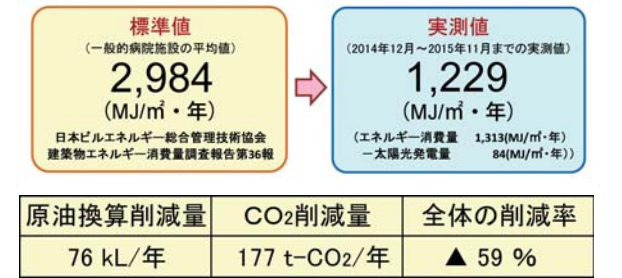 標準値
（一般的病院施設の平均値）
2,984
（MJ/㎡・年）
日本ビルエネルギー総合管理技術協会
建築物エネルギー消費量調査報告第36報
実測値
（2014年12月～2015年11月までの実測値）
1,229
（MJ/㎡・年）
（エネルギー消費量 1,313(MJ/㎡・年)
－太陽光発電量 84(MJ/㎡・年)）
原油換算削減量 CO2削減量 全体の削減率
76 kL/年 177 t-CO2/年 ▲ 59 %